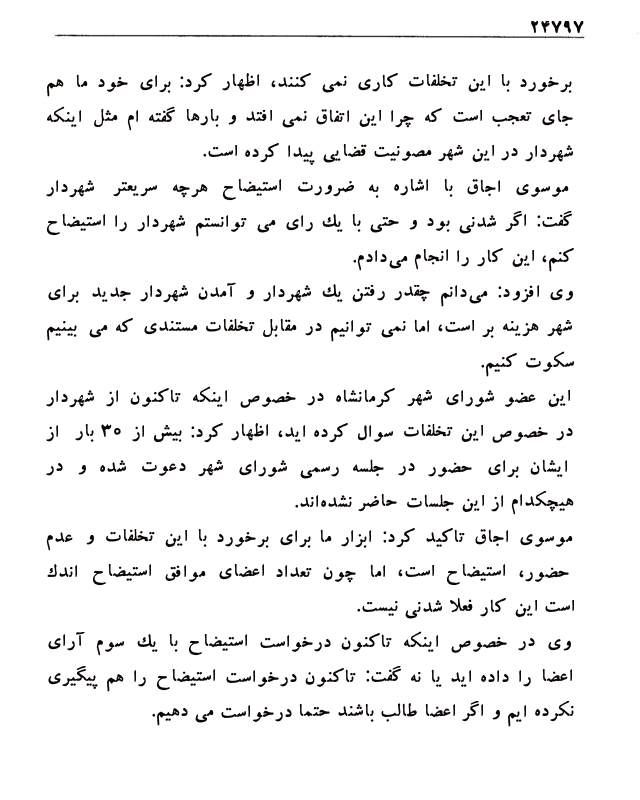 ۲۴۷۹۷
برخورد با این تخلفات کاری نمی کنند، اظهار کرد: برای خود ما هم
جای تعجب است که چرا این اتفاق نمی افتد و بارها گفته ام مثل اینکه
شهردار در این شهر مصونیت قضایی پیدا کرده است.
موسوی اجاق با اشاره به ضرورت استیضاح هرچه سریعتر شهردار
گفت: اگر شدنی بود و حتی با یك رای می توانستم شهردار را استیضاح
کنم، این کار را انجام می‌دادم.
وی افزود: می‌دانم چقدر رفتن یك شهردار و آمدن شهردار جدید برای
شهر هزینه بر است، اما نمی توانیم در مقابل تخلفات مستندی که می بینیم
سکوت کنیم.
این عضو شورای شهر کرمانشاه در خصوص اینکه تاکنون از شهردار
در خصوص این تخلفات سوال کرده اید، اظهار کرد: بیش از ۳۰ بار از
ایشان برای حضور در جلسه رسمی شورای شهر دعوت شده و در
هیچکدام از این جلسات حاضر نشده‌اند.
موسوی اجاق تاکید کرد: ابزار ما برای برخورد با این تخلفات و عدم
حضور، استیضاح است، اما چون تعداد اعضای موافق استیضاح اندك
است این کار فعلا شدنی نیست.
وی در خصوص اینکه تاکنون درخواست استیضاح با یك سوم آرای
اعضا را داده اید یا نه گفت: تاکنون درخواست استیضاح را هم پیگیری
نکرده ایم و اگر اعضا طالب باشند حتما درخواست می دهیم.